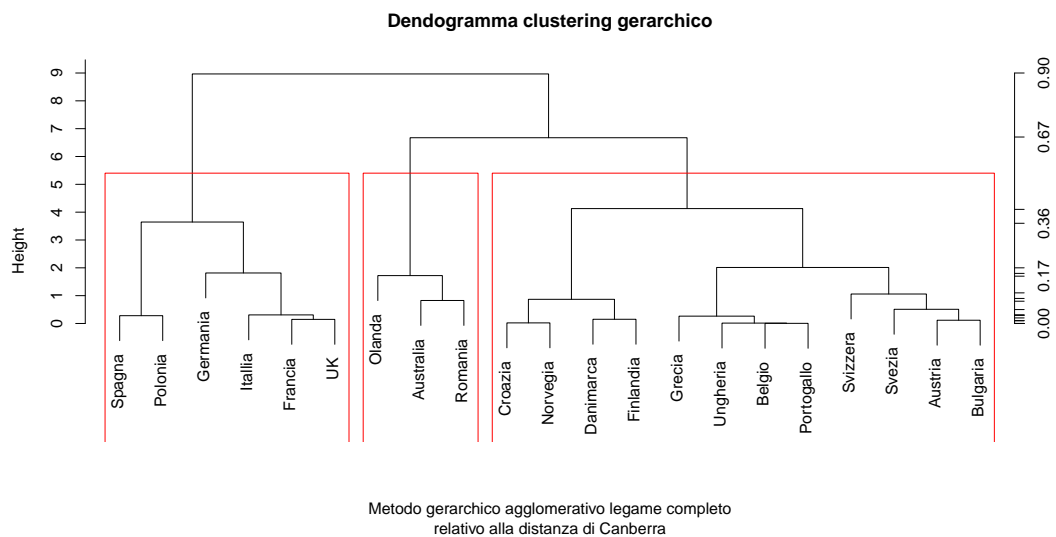 Dendogramma clustering gerarchico
Height
9
8
7
6
5
4
3
2
1
0
0.90
0.67
0.36
0.17
0.00
Spagna
Polonia
Germania
Itallia
Francia
UK
Olanda
Australia
Romania
Croazia
Norvegia
Danimarca
Finlandia
Grecia
Ungheria
Belgio
Portogallo
Svizzera
Svezia
Austria
Bulgaria
Metodo gerarchico agglomerativo legame completo
relativo alla distanza di Canberra